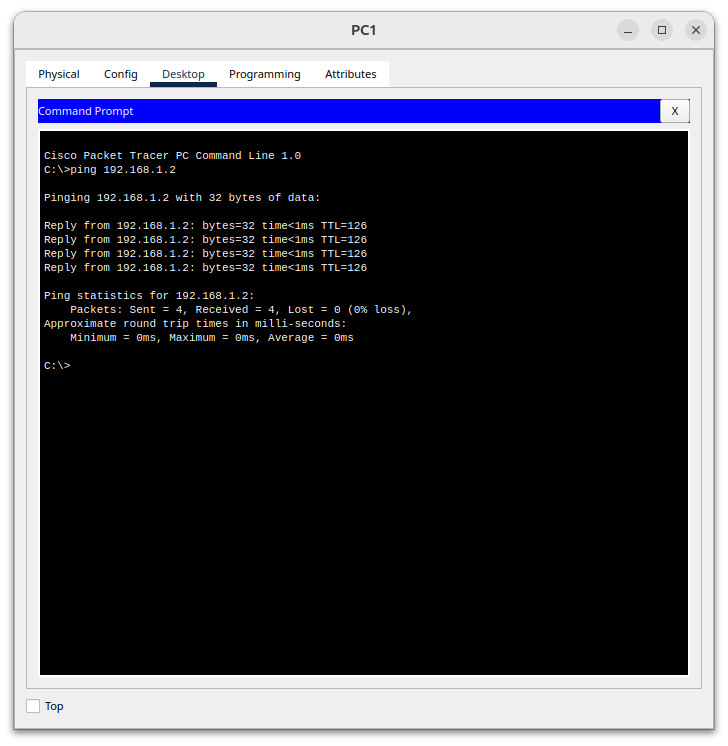 PC1
Physical Config Desktop Programming Attributes
Command Prompt X
Cisco Packet Tracer PC Command Line 1.0
C:\>ping 192.168.1.2
Pinging 192.168.1.2 with 32 bytes of data:
Reply from 192.168.1.2: bytes=32 time<1ms TTL=126
Reply from 192.168.1.2: bytes=32 time<1ms TTL=126
Reply from 192.168.1.2: bytes=32 time<1ms TTL=126
Reply from 192.168.1.2: bytes=32 time<1ms TTL=126
Ping statistics for 192.168.1.2:
    Packets: Sent = 4, Received = 4, Lost = 0 (0% loss),
Approximate round trip times in milli-seconds:
    Minimum = 0ms, Maximum = 0ms, Average = 0ms
C:\>
Top